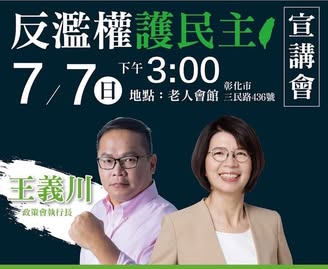 反濫權護民主
宣講會
7/7日 下午3:00
地點：老人會館 彰化市
三民路436號
王義川
政策會執行長